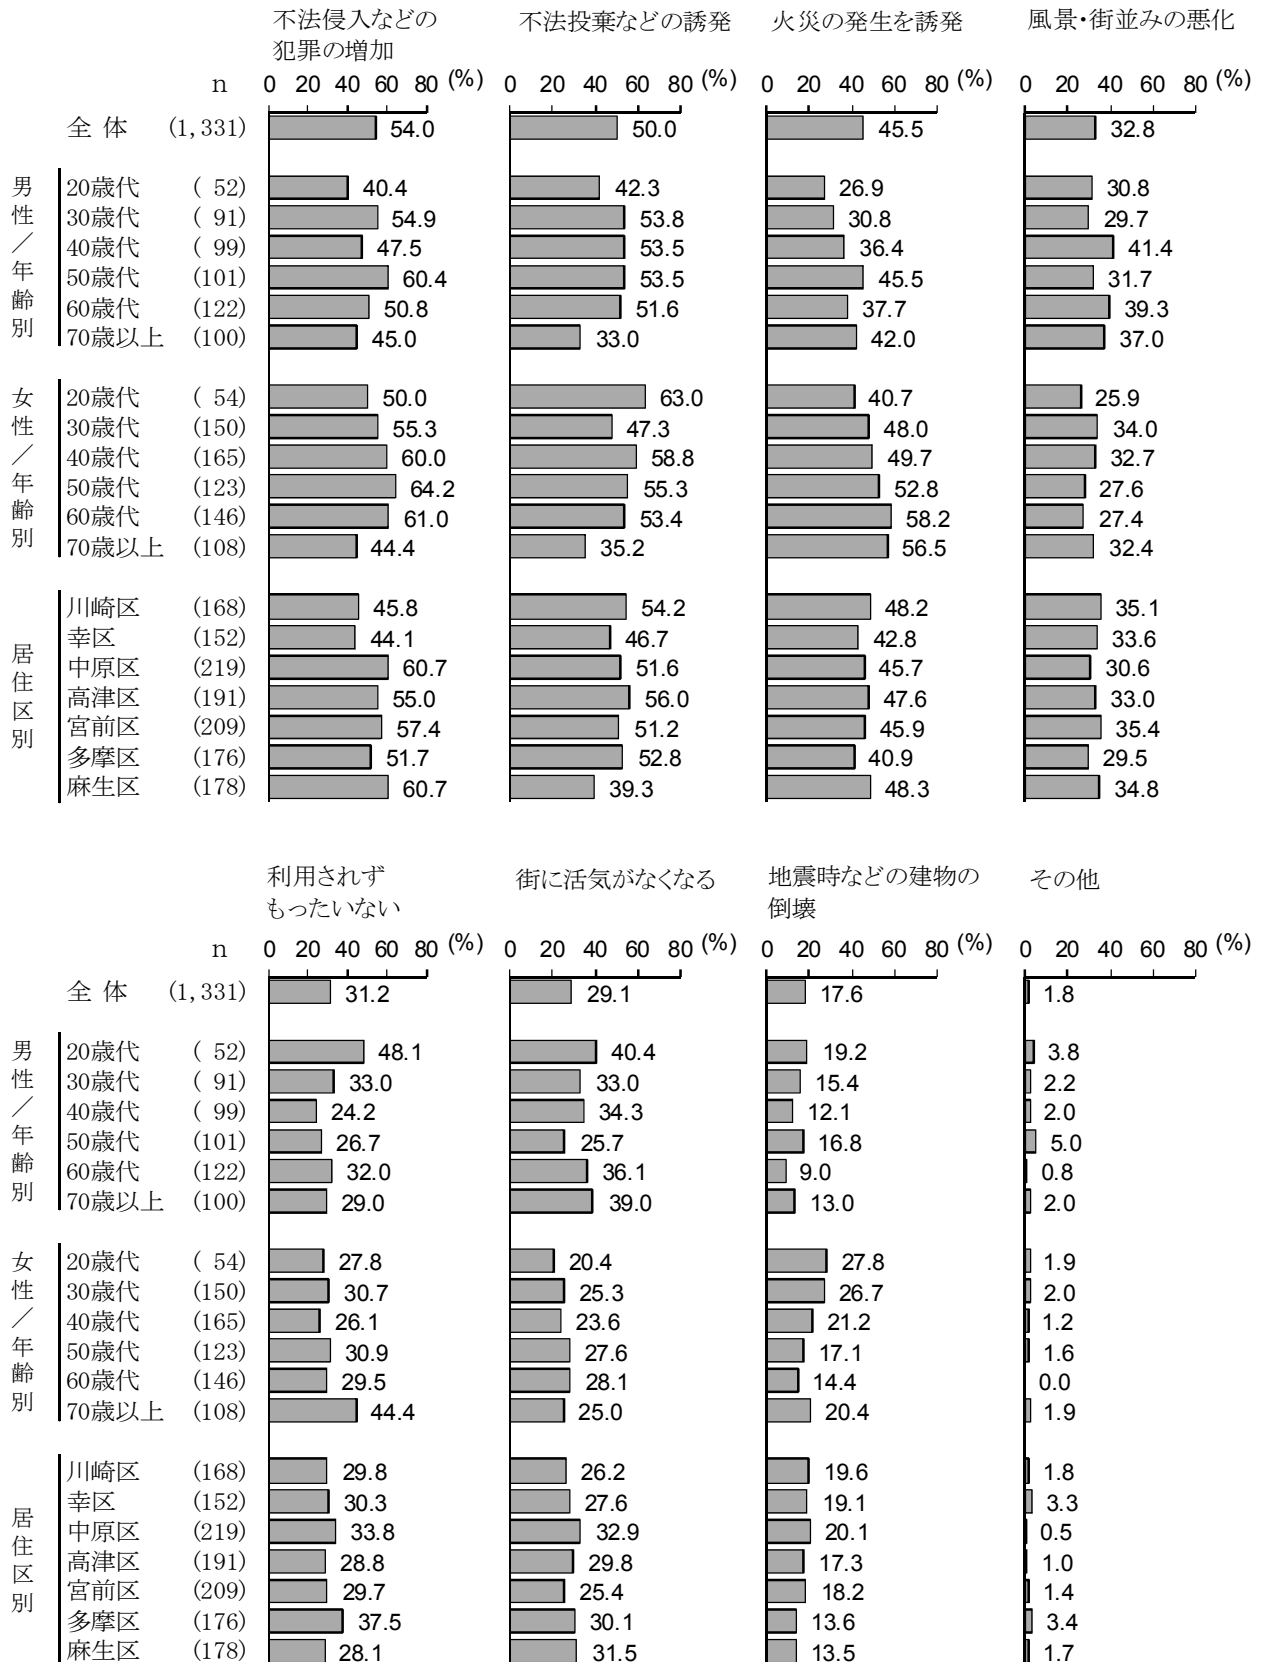 不法侵入などの 不法投棄などの誘発 火災の発生を誘発 風景・街並みの悪化
犯罪の増加
n 0 20 40 60 80 (%) 0 20 40 60 80 (%) 0 20 40 60 80 (%) 0 20 40 60 80 (%)
全 体 (1,331) 54.0 50.0 45.5 32.8
男性／年齢別
20歳代 ( 52) 40.4 42.3 26.9 30.8
30歳代 ( 91) 54.9 53.8 30.8 29.7
40歳代 ( 99) 47.5 53.5 36.4 41.4
50歳代 (101) 60.4 53.5 45.5 31.7
60歳代 (122) 50.8 51.6 37.7 39.3
70歳以上 (100) 45.0 33.0 42.0 37.0
女性／年齢別
20歳代 ( 54) 50.0 63.0 40.7 25.9
30歳代 (150) 55.3 47.3 48.0 34.0
40歳代 (165) 60.0 58.8 49.7 32.7
50歳代 (123) 64.2 55.3 52.8 27.6
60歳代 (146) 61.0 53.4 58.2 27.4
70歳以上 (108) 44.4 35.2 56.5 32.4
居住区別
川崎区 (168) 45.8 54.2 48.2 35.1
幸区 (152) 44.1 46.7 42.8 33.6
中原区 (219) 60.7 51.6 45.7 30.6
高津区 (191) 55.0 56.0 47.6 33.0
宮前区 (209) 57.4 51.2 45.9 35.4
多摩区 (176) 51.7 52.8 40.9 29.5
麻生区 (178) 60.7 39.3 48.3 34.8
利用されず 街に活気がなくなる 地震時などの建物の その他
もったいない 倒壊
n 0 20 40 60 80 (%) 0 20 40 60 80 (%) 0 20 40 60 80 (%) 0 20 40 60 80 (%)
全 体 (1,331) 31.2 29.1 17.6 1.8
男性／年齢別
20歳代 ( 52) 48.1 40.4 19.2 3.8
30歳代 ( 91) 33.0 33.0 15.4 2.2
40歳代 ( 99) 24.2 34.3 12.1 2.0
50歳代 (101) 26.7 25.7 16.8 5.0
60歳代 (122) 32.0 36.1 9.0 0.8
70歳以上 (100) 29.0 39.0 13.0 2.0
女性／年齢別
20歳代 ( 54) 27.8 20.4 27.8 1.9
30歳代 (150) 30.7 25.3 26.7 2.0
40歳代 (165) 26.1 23.6 21.2 1.2
50歳代 (123) 30.9 27.6 17.1 1.6
60歳代 (146) 29.5 28.1 14.4 0.0
70歳以上 (108) 44.4 25.0 20.4 1.9
居住区別
川崎区 (168) 29.8 26.2 19.6 1.8
幸区 (152) 30.3 27.6 19.1 3.3
中原区 (219) 33.8 32.9 20.1 0.5
高津区 (191) 28.8 29.8 17.3 1.0
宮前区 (209) 29.7 25.4 18.2 1.4
多摩区 (176) 37.5 30.1 13.6 3.4
麻生区 (178) 28.1 31.5 13.5 1.7